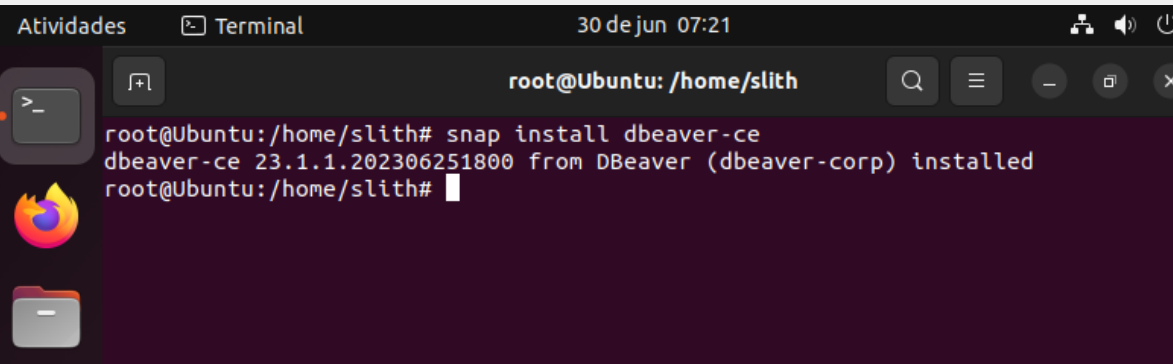 Atividades Terminal 30 de jun 07:21
root@Ubuntu: /home/slith
>_
root@Ubuntu:/home/slith# snap install dbeaver-ce
dbeaver-ce 23.1.1.202306251800 from DBeaver (dbeaver-corp) installed
root@Ubuntu:/home/slith#